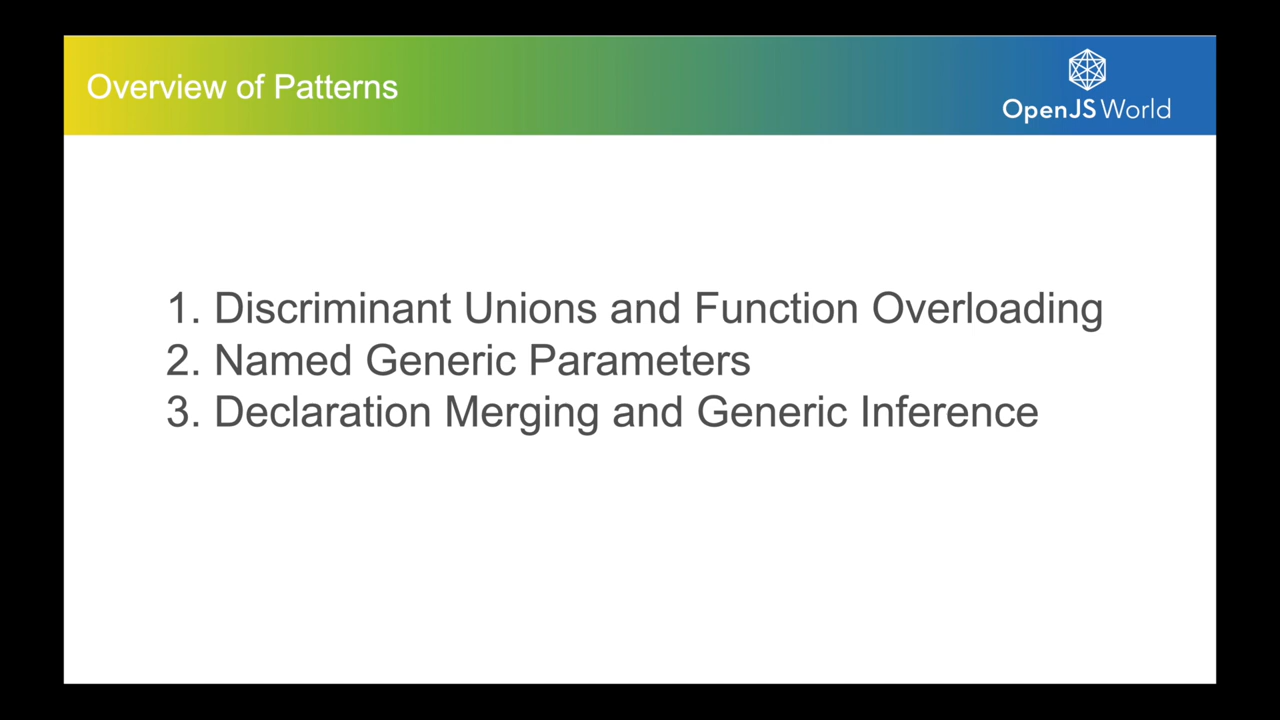 Overview of Patterns
OpenJS World
1. Discriminant Unions and Function Overloading
2. Named Generic Parameters
3. Declaration Merging and Generic Inference